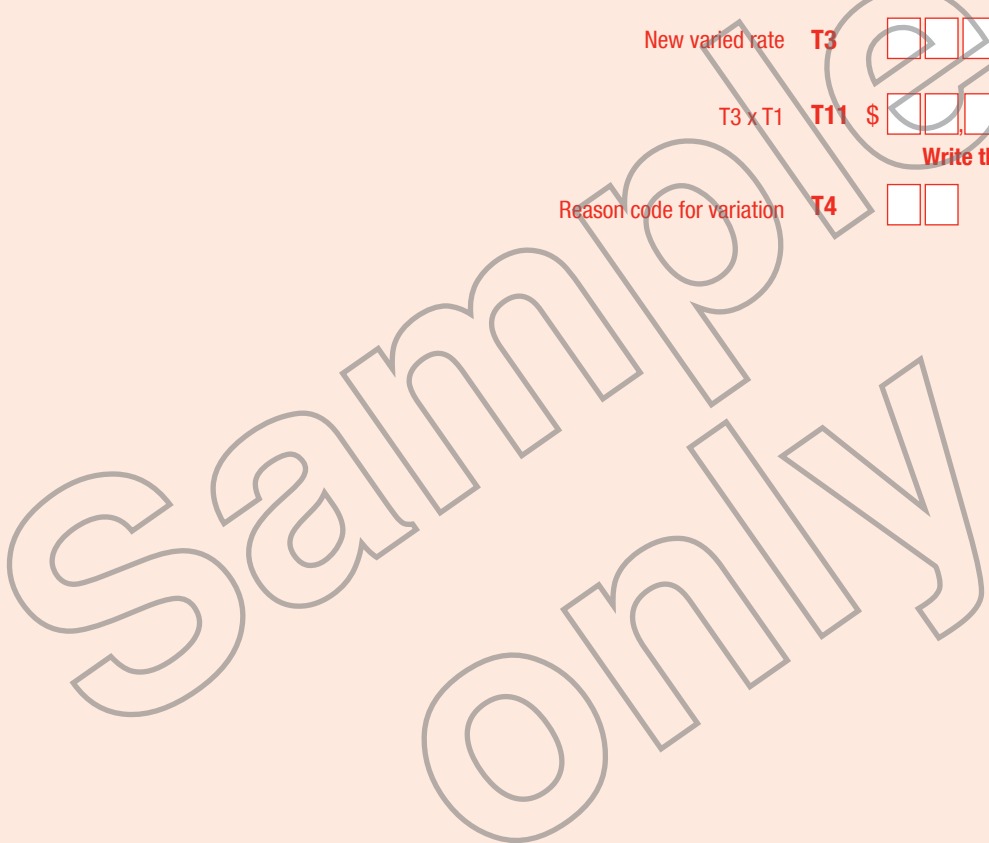 New varied rate T3
T3 x T1 T11 $ ,
Write th
Reason code for variation T4
Sample
only